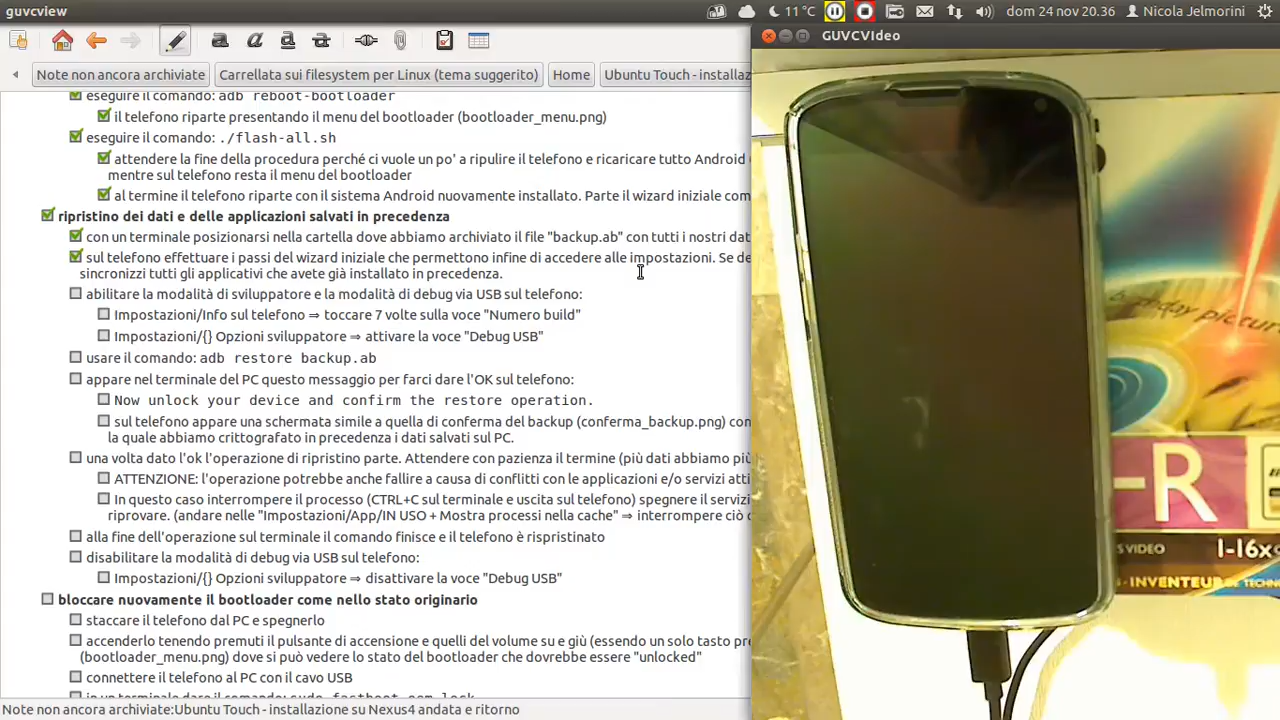 guvcview
11 °C
dom 24 nov 20.36
Nicola Jelmorini
GUVCVIdeo
Note non ancora archiviate
Carrellata sui filesystem per Linux (tema suggerito)
Home
Ubuntu Touch - installaz
eseguire il comando: adb reboot-bootloader
il telefono riparte presentando il menu del bootloader (bootloader_menu.png)
eseguire il comando: ./flash-all.sh
attendere la fine della procedura perché ci vuole un po' a ripulire il telefono e ricaricare tutto Android
mentre sul telefono resta il menu del bootloader
al termine il telefono riparte con il sistema Android nuovamente installato. Parte il wizard iniziale com
ripristino dei dati e delle applicazioni salvati in precedenza
con un terminale posizionarsi nella cartella dove abbiamo archiviato il file "backup.ab" con tutti i nostri dat
sul telefono effettuare i passi del wizard iniziale che permettono infine di accedere alle impostazioni. Se de
sincronizzi tutti gli applicativi che avete già installato in precedenza.
abilitare la modalità di sviluppatore e la modalità di debug via USB sul telefono:
Impostazioni/Info sul telefono ⇒ toccare 7 volte sulla voce "Numero build"
Impostazioni/{} Opzioni sviluppatore ⇒ attivare la voce "Debug USB"
usare il comando: adb restore backup.ab
appare nel terminale del PC questo messaggio per farci dare l'OK sul telefono:
Now unlock your device and confirm the restore operation.
sul telefono appare una schermata simile a quella di conferma del backup (conferma_backup.png) con
la quale abbiamo crittografato in precedenza i dati salvati sul PC.
una volta dato l'ok l'operazione di ripristino parte. Attendere con pazienza il termine (più dati abbiamo più
ATTENZIONE: l'operazione potrebbe anche fallire a causa di conflitti con le applicazioni e/o servizi atti
In questo caso interrompere il processo (CTRL+C sul terminale e uscita sul telefono) spegnere il servizi
riprovare. (andare nelle "Impostazioni/App/IN USO + Mostra processi nella cache" ⇒ interrompere ciò
alla fine dell'operazione sul terminale il comando finisce e il telefono è rispristinato
disabilitare la modalità di debug via USB sul telefono:
Impostazioni/{} Opzioni sviluppatore ⇒ disattivare la voce "Debug USB"
bloccare nuovamente il bootloader come nello stato originario
staccare il telefono dal PC e spegnerlo
accenderlo tenendo premuti il pulsante di eccensione e quelli del volume su e giù (essendo un solo tasto pre
(bootloader_menu.png) dove si può vedere lo stato del bootloader che dovrebbe essere "unlocked"
connettere il telefono al PC con il cavo USB
in un terminale dare il comando: sudo fastboot oem lock
Note non ancora archiviate:Ubuntu Touch - installazione su Nexus4 andata e ritorno
birthday picture
-R
VIDEO
1-16x
INVENTEUR DE TECHN